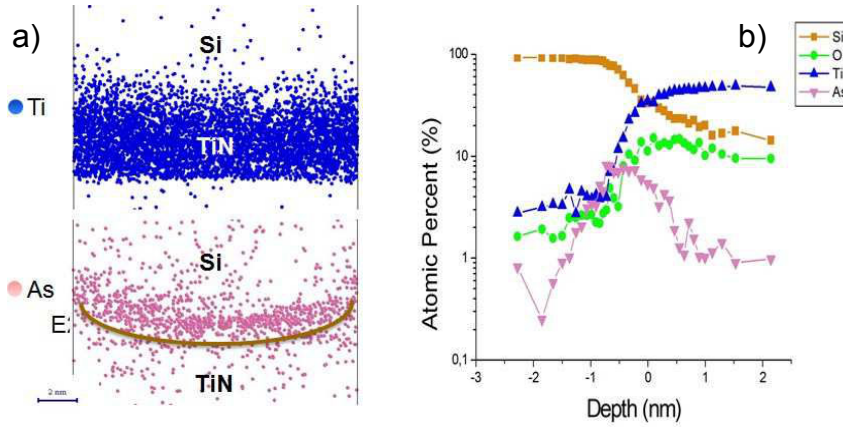 a)
Si
Ti
TiN
Si
As
E
TiN
2 nm
b)
Si
O
Ti
As
Atomic Percent (%)
100
10
1
0,1
-3 -2 -1 0 1 2
Depth (nm)